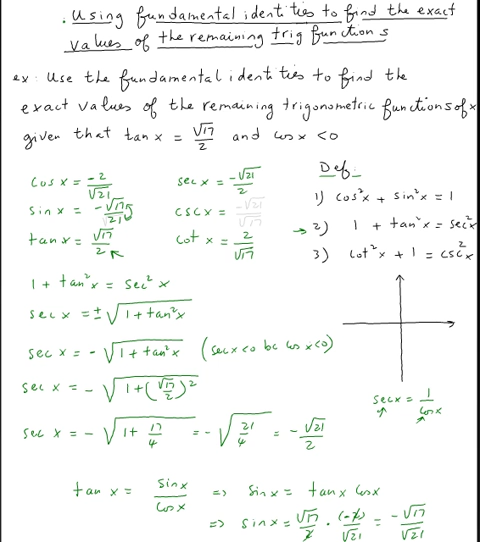 . Using fundamental identities to find the exact
values of the remaining trig functions
ex: Use the fundamental identities to find the
exact values of the remaining trigonometric functions of x
given that tan x = √17/2 and cos x < 0
Def:
cos x = -2/√21 sec x = -√21/2
1) cos²x + sin²x = 1
sin x = -√17/√21 csc x = -√21/√17
→ 2) 1 + tan²x = sec²x
tan x = √17/2 cot x = 2/√17
3) cot²x + 1 = csc²x
1 + tan²x = sec²x
sec x = ± √(1 + tan²x)
sec x = - √(1 + tan²x) (sec x < 0 bc cos x < 0)
sec x = - √(1 + (√17/2)²)
sec x = 1/cos x
sec x = - √(1 + 17/4) = - √(21/4) = -√21/2
tan x = sin x/cos x => sin x = tan x cos x
=> sin x = √17/2 · (-2)/√21 = -√17/√21